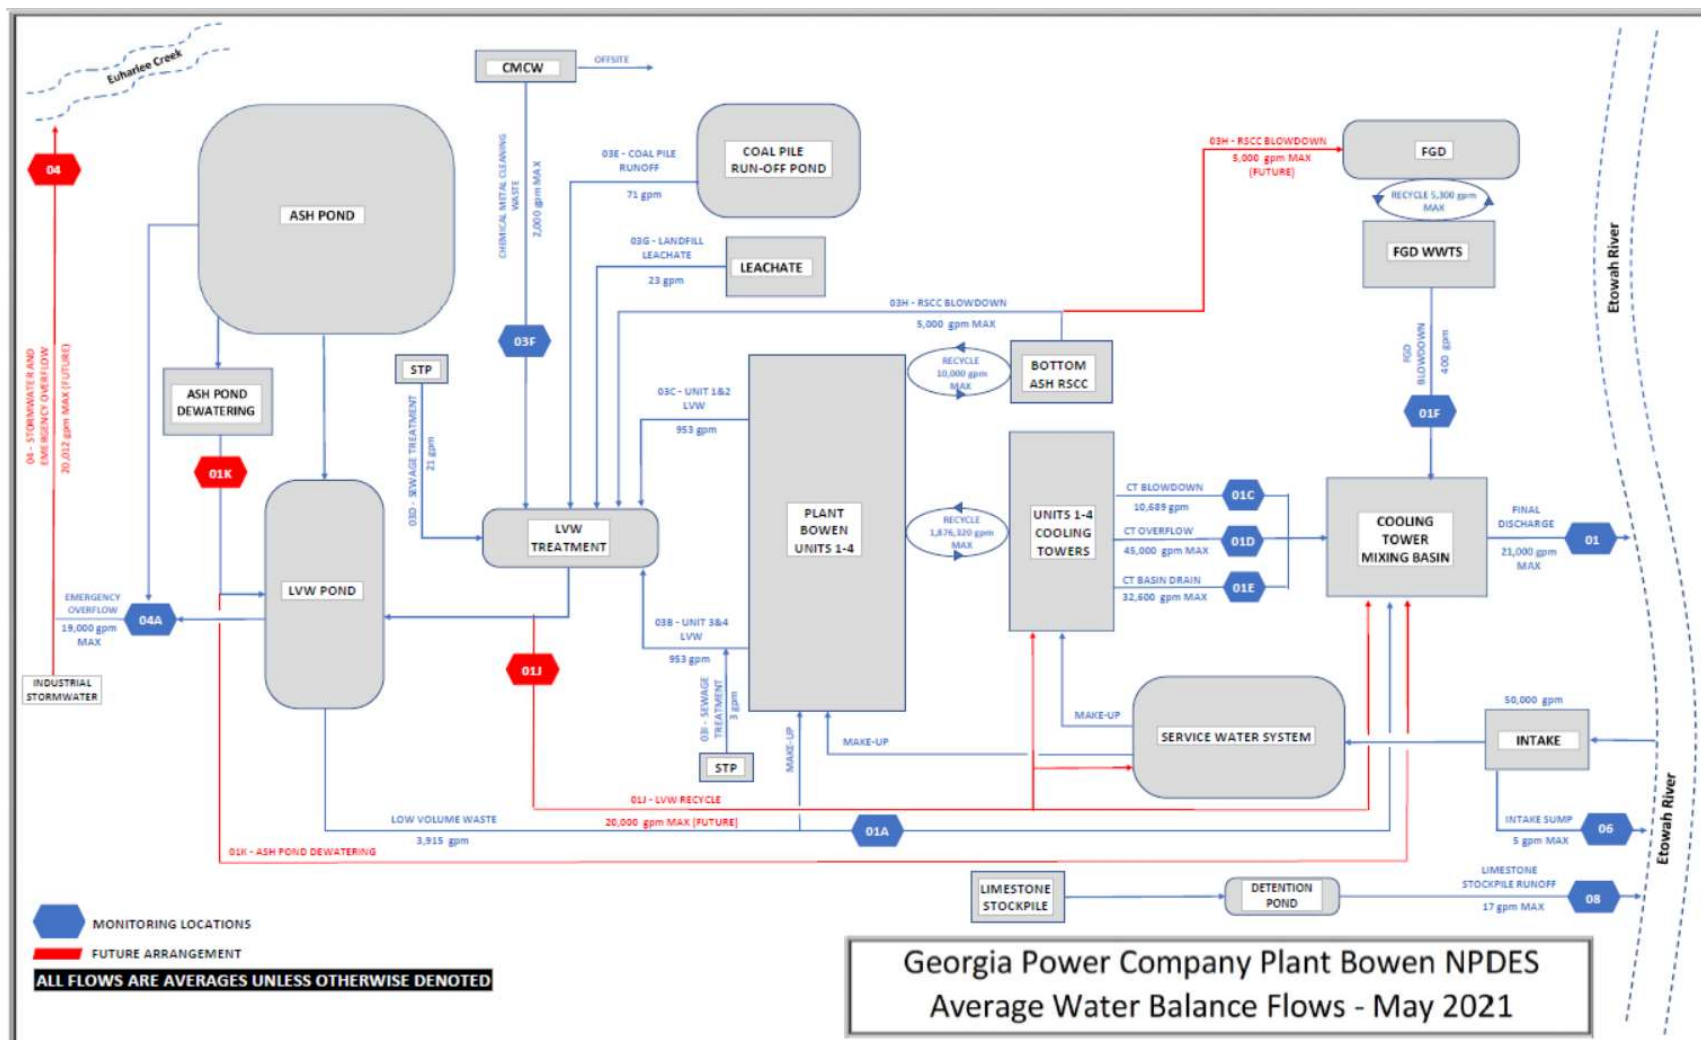 Euharlee Creek
CMCW
OFFSITE
04
ASH POND
CHEMICAL METAL CLEANING
WASTE
2,000 gpm MAX
03E - COAL PILE
RUNOFF
71 gpm
COAL PILE
RUN-OFF POND
03H - RSCC BLOWDOWN
5,000 gpm MAX
(FUTURE)
FGD
RECYCLE 5,300 gpm
MAX
FGD WWTS
03G - LANDFILL
LEACHATE
23 gpm
LEACHATE
03H - RSCC BLOWDOWN
5,000 gpm MAX
Etowah River
04 - STORMWATER AND
EMERGENCY OVERFLOW
20,012 gpm MAX (FUTURE)
03F
STP
ASH POND
DEWATERING
RECYCLE
10,000 gpm
MAX
BOTTOM
ASH RSCC
FGD
BLOWDOWN
400 gpm
01F
03C - UNIT 1&2
LVW
953 gpm
01K
03D - SEWAGE TREATMENT
21 gpm
LVW
TREATMENT
PLANT
BOWEN
UNITS 1-4
RECYCLE
1,876,320 gpm
MAX
UNITS 1-4
COOLING
TOWERS
CT BLOWDOWN
10,689 gpm
01C
CT OVERFLOW
45,000 gpm MAX
01D
CT BASIN DRAIN
32,600 gpm MAX
01E
COOLING
TOWER
MIXING BASIN
FINAL
DISCHARGE
21,000 gpm
MAX
01
LVW POND
EMERGENCY
OVERFLOW
19,000 gpm
MAX
04A
03B - UNIT 3&4
LVW
953 gpm
01J
INDUSTRIAL
STORMWATER
03I - SEWAGE
TREATMENT
3 gpm
STP
MAKE-UP
MAKE-UP
MAKE-UP
SERVICE WATER SYSTEM
50,000 gpm
INTAKE
Etowah River
01J - LVW RECYCLE
20,000 gpm MAX (FUTURE)
LOW VOLUME WASTE
3,915 gpm
01A
INTAKE SUMP
5 gpm MAX
06
01K - ASH POND DEWATERING
LIMESTONE
STOCKPILE
DETENTION
POND
LIMESTONE
STOCKPILE RUNOFF
17 gpm MAX
08
MONITORING LOCATIONS
FUTURE ARRANGEMENT
ALL FLOWS ARE AVERAGES UNLESS OTHERWISE DENOTED
Georgia Power Company Plant Bowen NPDES
Average Water Balance Flows - May 2021